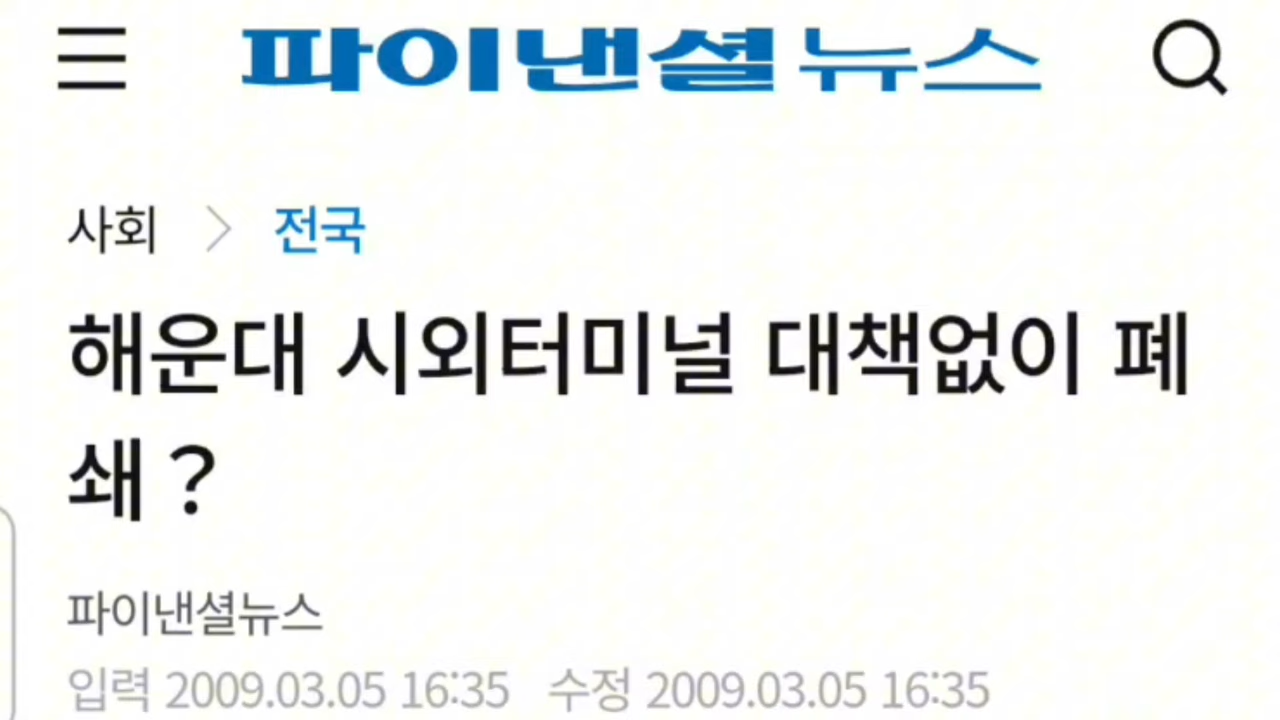 파이낸셜뉴스
사회 > 전국
해운대 시외터미널 대책없이 폐
쇄 ?
파이낸셜뉴스
입력 2009.03.05 16:35 수정 2009.03.05 16:35